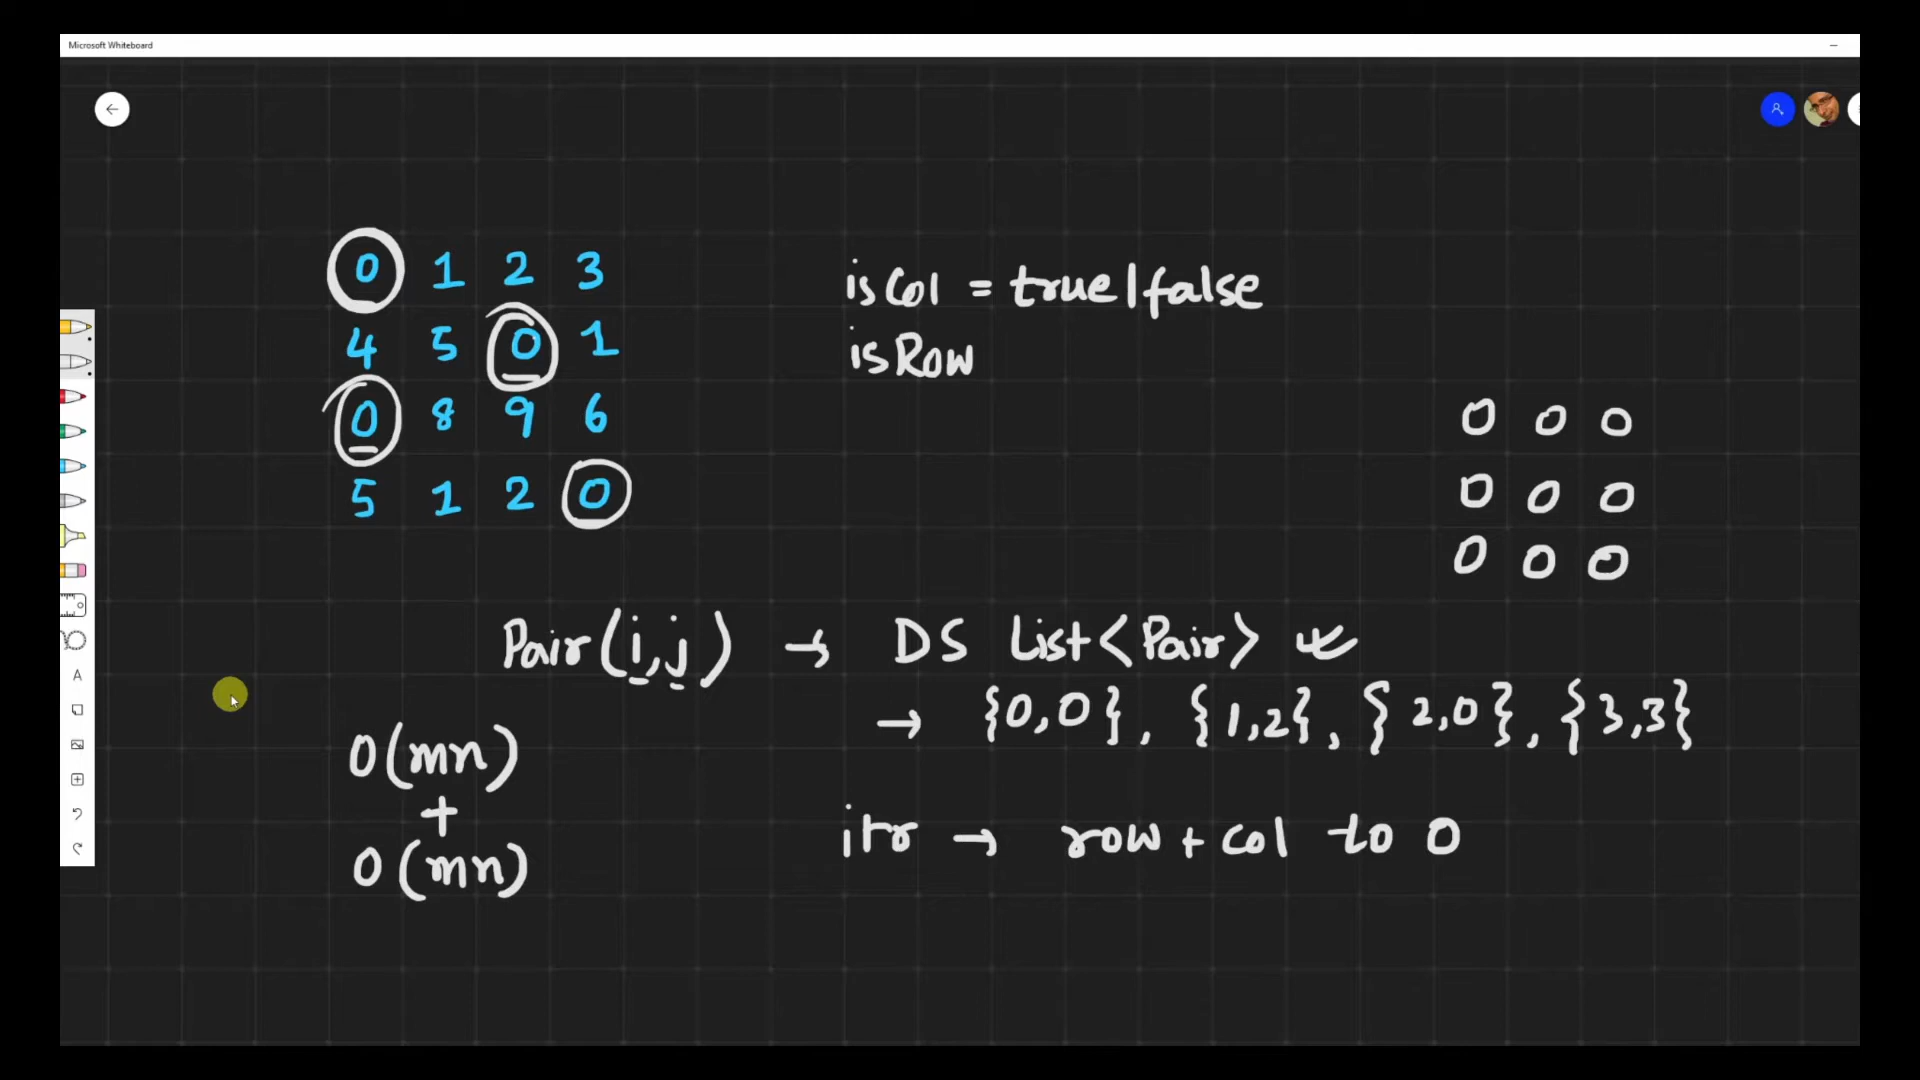 Microsoft Whiteboard
0 1 2 3
4 5 0 1
0 8 9 6
5 1 2 0
isCol = true|false
isRow
0 0 0
0 0 0
0 0 0
Pair(i,j) → DS List<Pair>
→ {0,0}, {1,2}, {2,0}, {3,3}
O(mn)
+
O(mn)
itr → row + col to 0
A